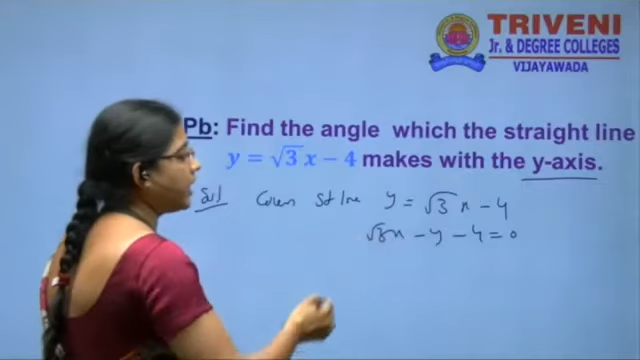 TRIVENI
Jr. & DEGREE COLLEGES
VIJAYAWADA
Pb: Find the angle which the straight line
y = √3 x − 4 makes with the y-axis.
Sol Given St line y = √3 x − 4
√3x − y − 4 = 0